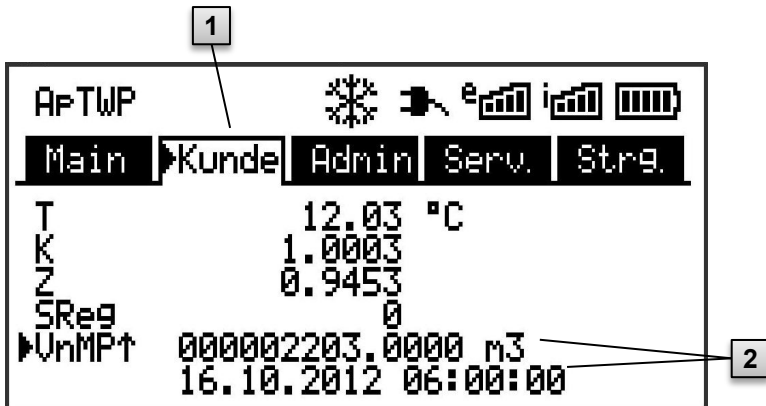 1
ApTWP e i
Main Kunde Admin Serv. Strg.
T 12.03 °C
K 1.0003
Z 0.9453
SReg 0
VnMP↑ 000002203.0000 m3
16.10.2012 06:00:00
2